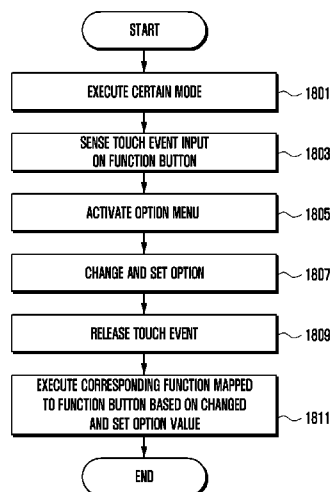 START
EXECUTE CERTAIN MODE
1801
SENSE TOUCH EVENT INPUT
ON FUNCTION BUTTON
1803
ACTIVATE OPTION MENU
1805
CHANGE AND SET OPTION
1807
RELEASE TOUCH EVENT
1809
EXECUTE CORRESPONDING FUNCTION MAPPED
TO FUNCTION BUTTON BASED ON CHANGED
AND SET OPTION VALUE
1811
END